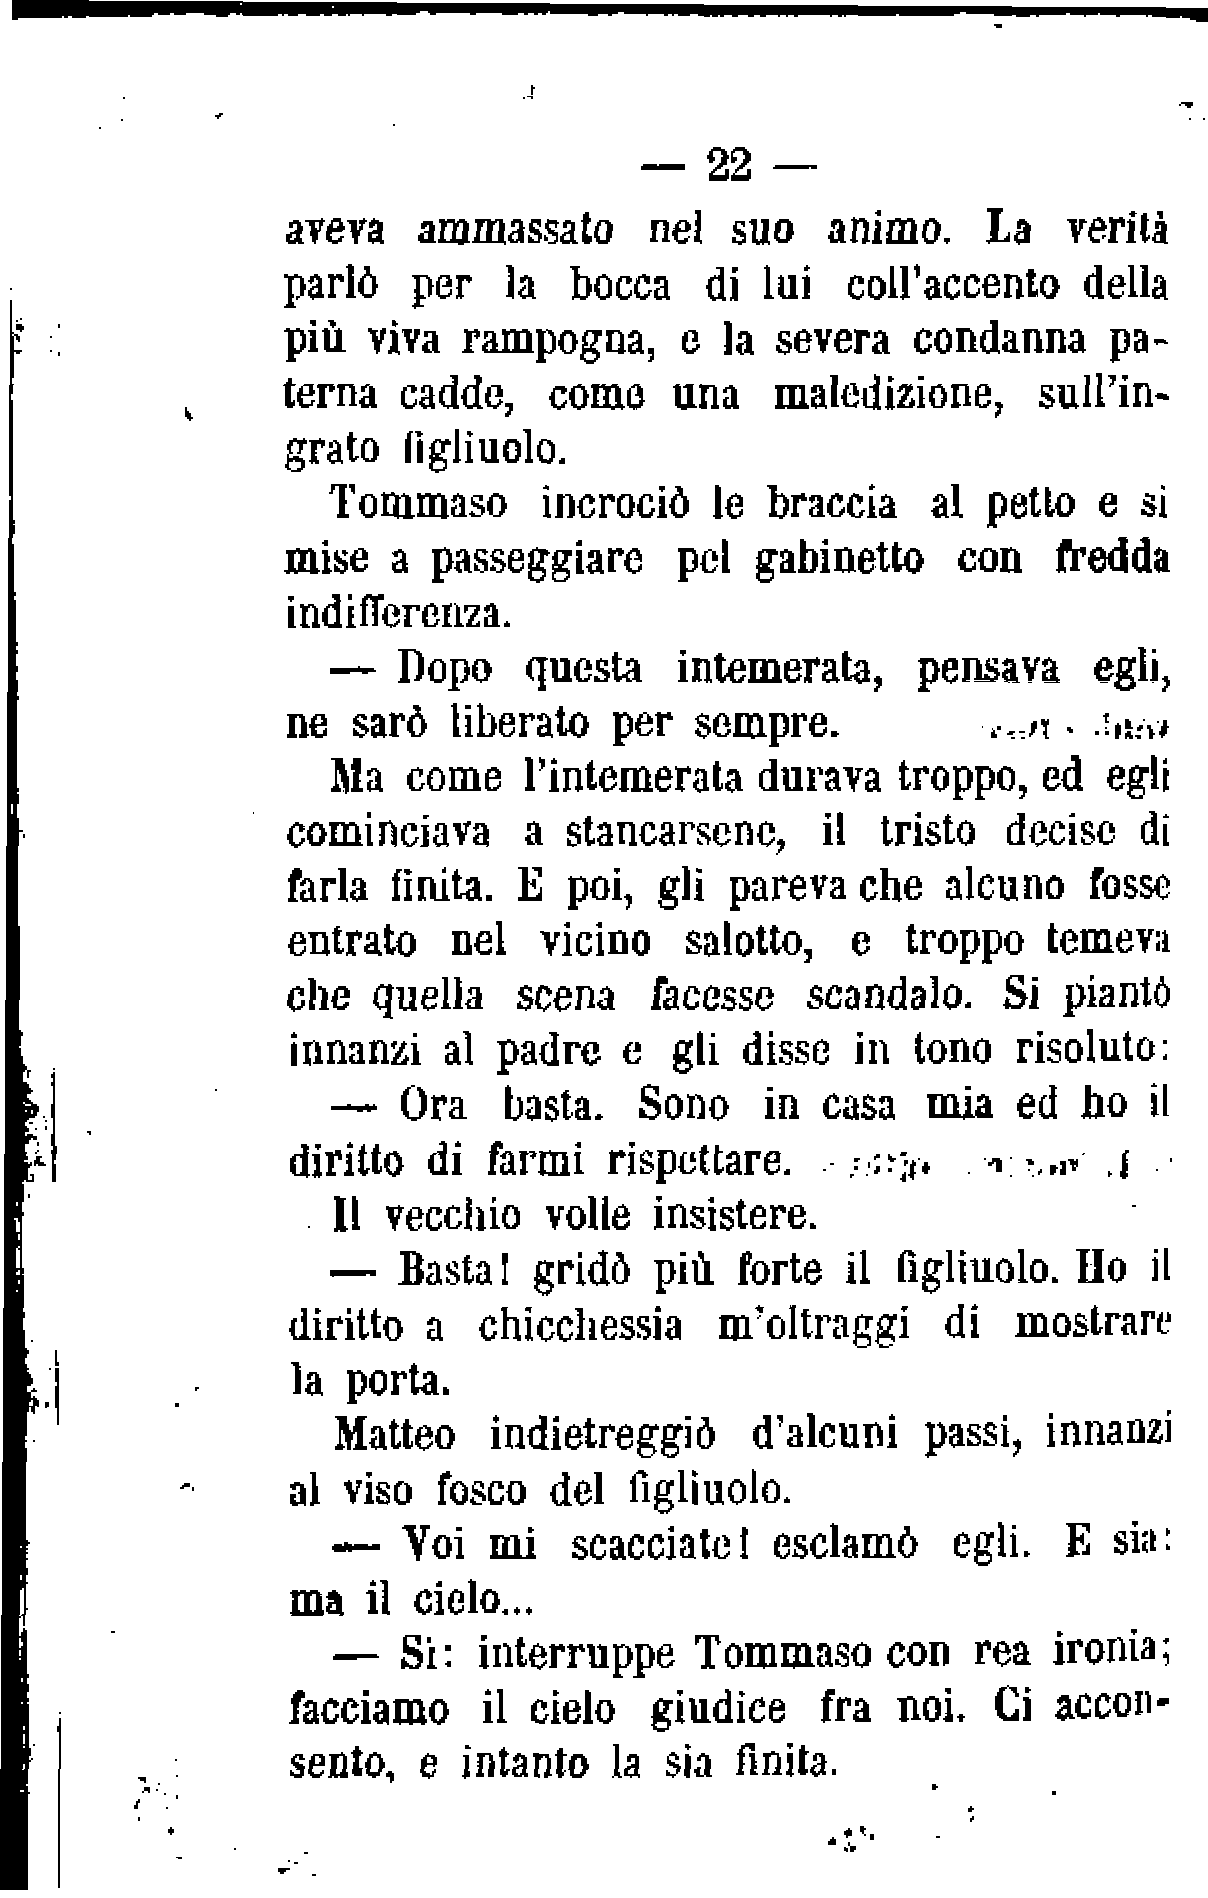 — 22 —
aveva ammassato nel suo animo. La verità
parlò per la bocca di lui coll'accento della
più viva rampogna, e la severa condanna pa-
terna cadde, come una maledizione, sull'in-
grato figliuolo.
Tommaso incrociò le braccia al petto e si
mise a passeggiare pel gabinetto con fredda
indifferenza.
— Dopo questa intemerata, pensava egli,
ne sarò liberato per sempre.
Ma come l'intemerata durava troppo, ed egli
cominciava a stancarsene, il tristo decise di
farla finita. E poi, gli pareva che alcuno fosse
entrato nel vicino salotto, e troppo temeva
che quella scena facesse scandalo. Si piantò
innanzi al padre e gli disse in tono risoluto:
— Ora basta. Sono in casa mia ed ho il
diritto di farmi rispettare.
Il vecchio volle insistere.
— Basta! gridò più forte il figliuolo. Ho il
diritto a chicchessia m'oltraggi di mostrare
la porta.
Matteo indietreggiò d'alcuni passi, innanzi
al viso fosco del figliuolo.
— Voi mi scacciate! esclamò egli. E sia:
ma il cielo...
— Si: interruppe Tommaso con rea ironia;
facciamo il cielo giudice fra noi. Ci accon-
sento, e intanto la sia finita.